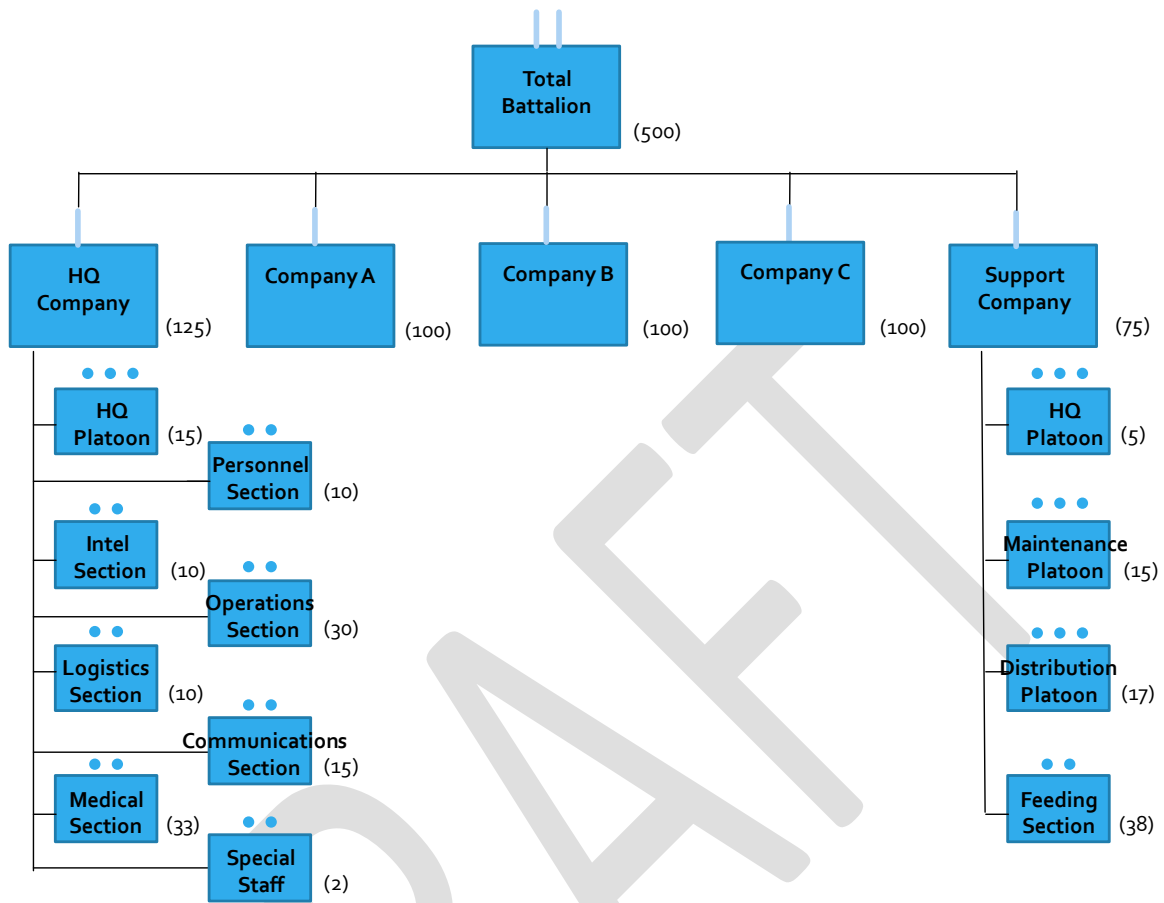 Total
Battalion
(500)
HQ
Company
(125)
Company A
(100)
Company B
(100)
Company C
(100)
Support
Company
(75)
HQ
Platoon
(15)
Personnel
Section
(10)
Intel
Section
(10)
Operations
Section
(30)
Logistics
Section
(10)
Communications
Section
(15)
Medical
Section
(33)
Special
Staff
(2)
HQ
Platoon
(5)
Maintenance
Platoon
(15)
Distribution
Platoon
(17)
Feeding
Section
(38)
DRAFT